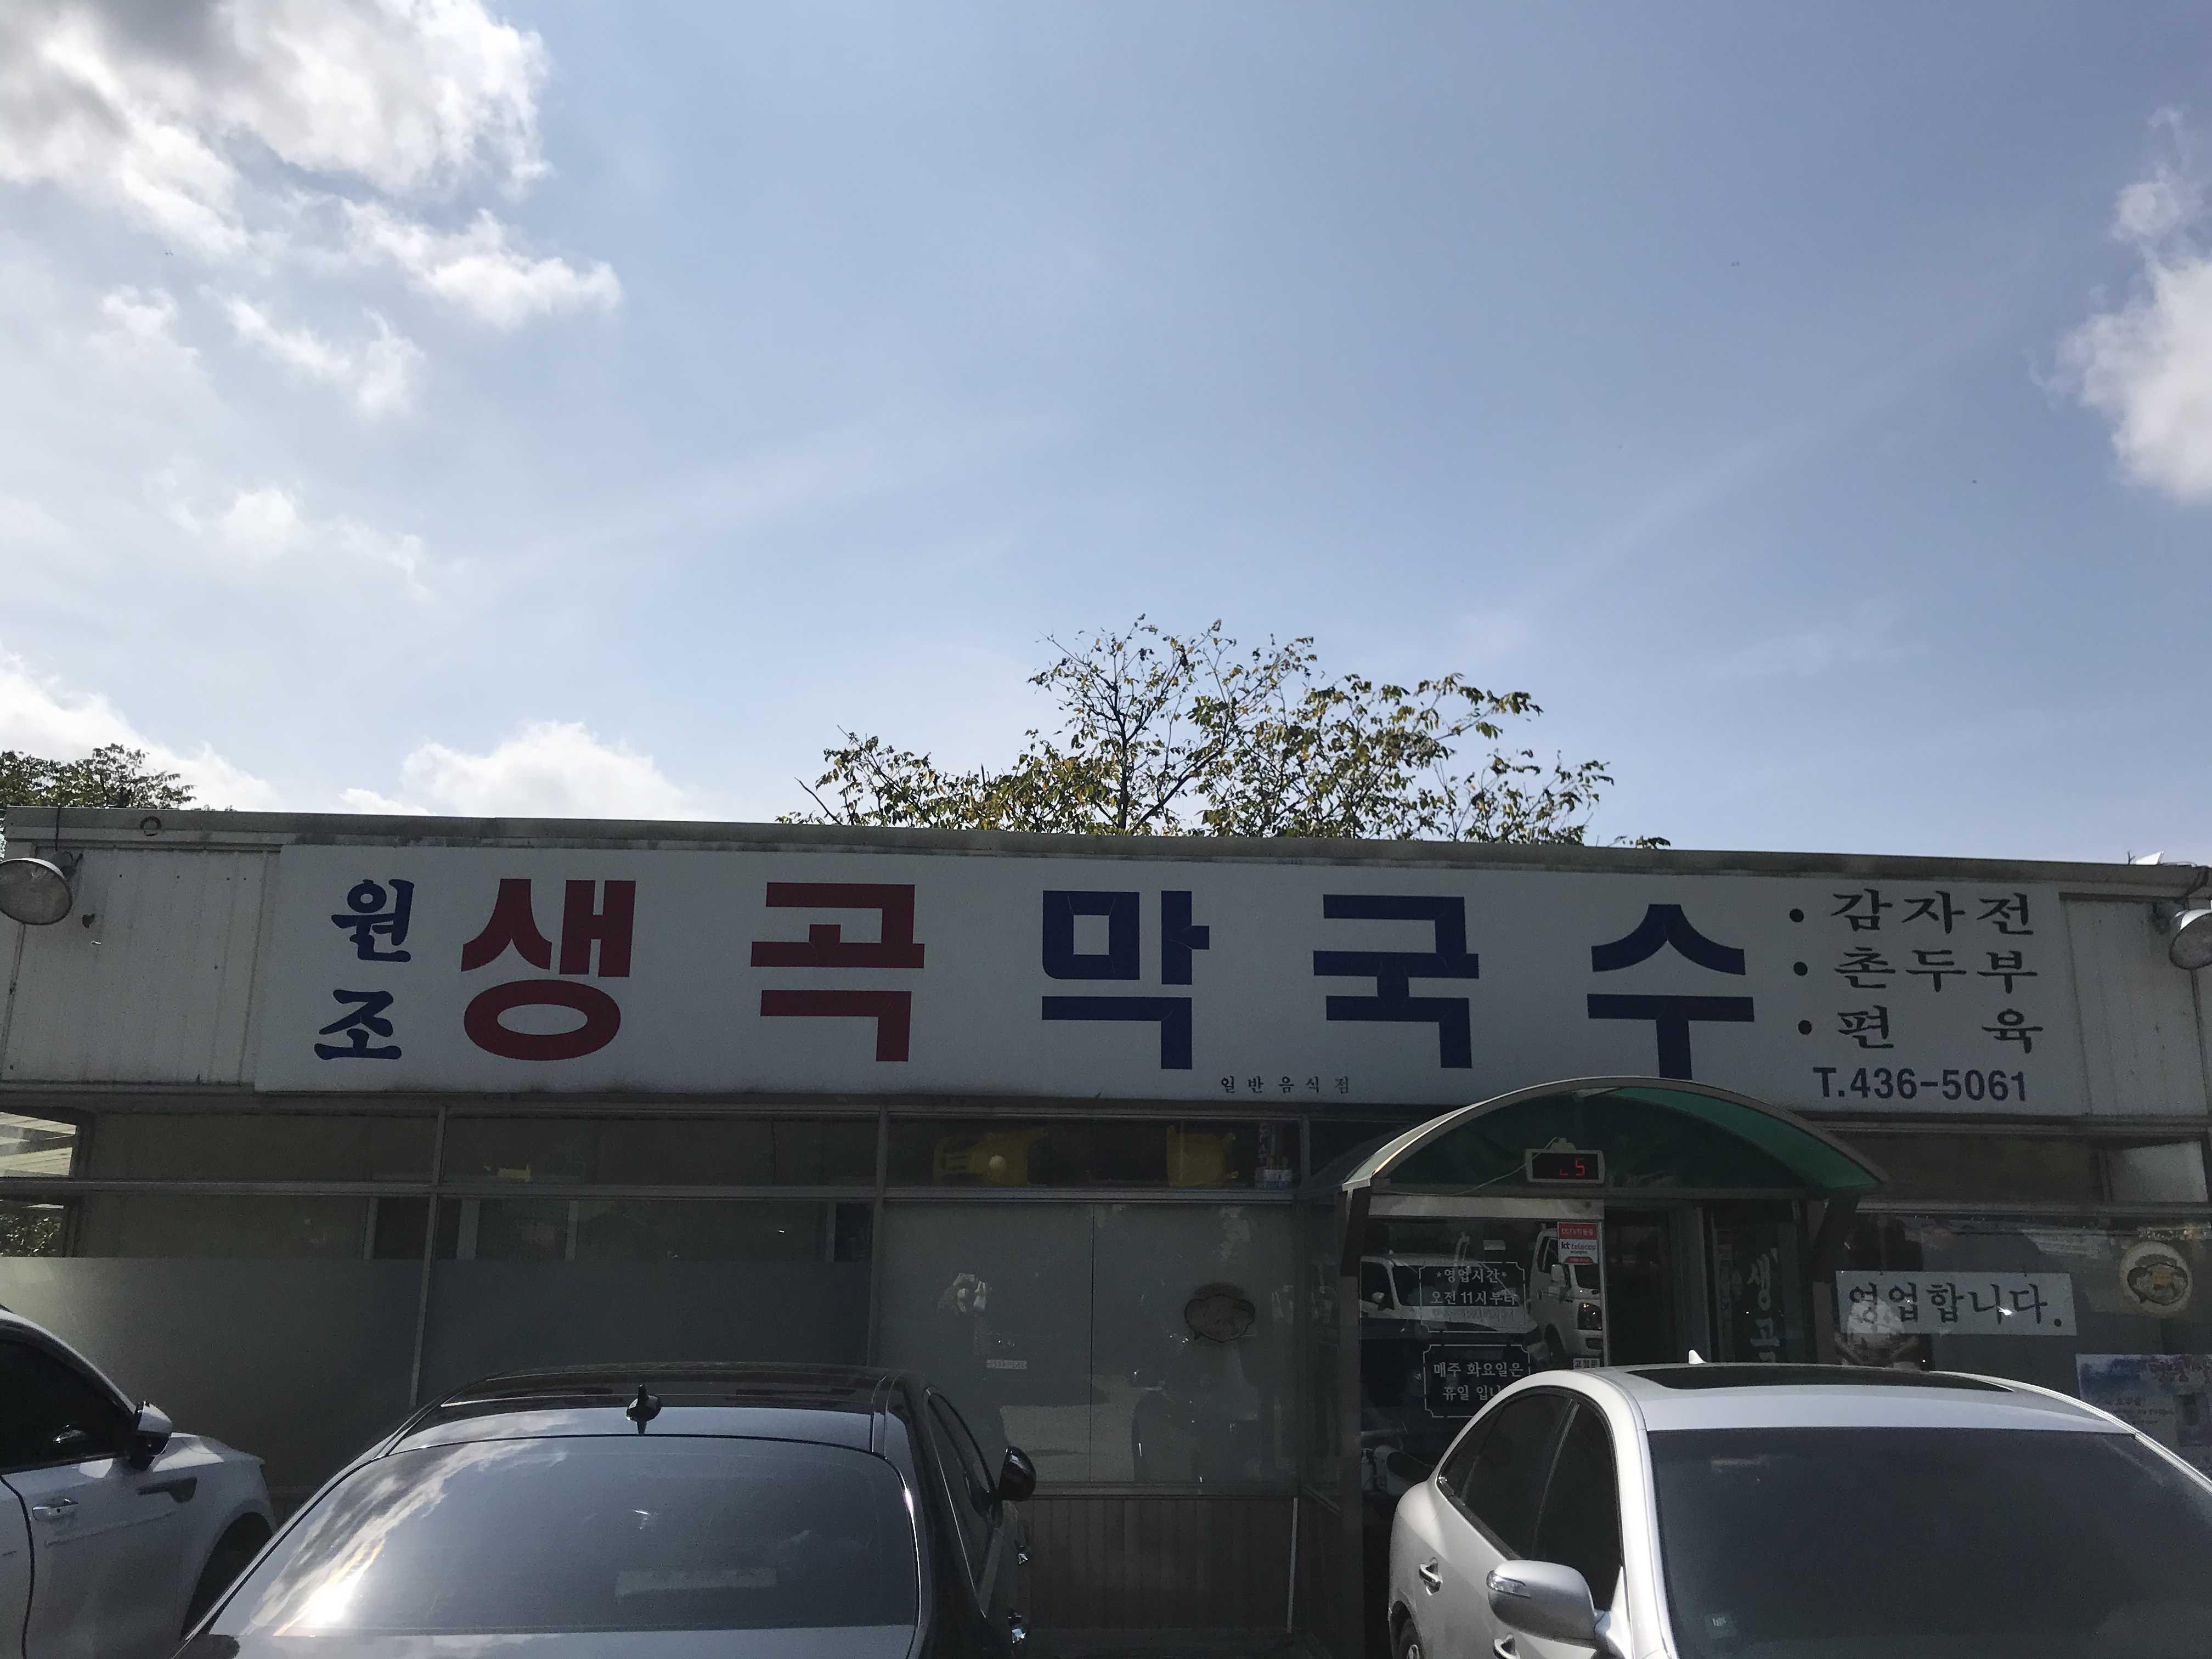 원조 생곡막국수
• 감자전
• 촌두부
• 편 육
T.436-5061
일반음식점
*영업시간*
오전 11시부터
kt telecop
매주 화요일은
휴일
영업합니다.